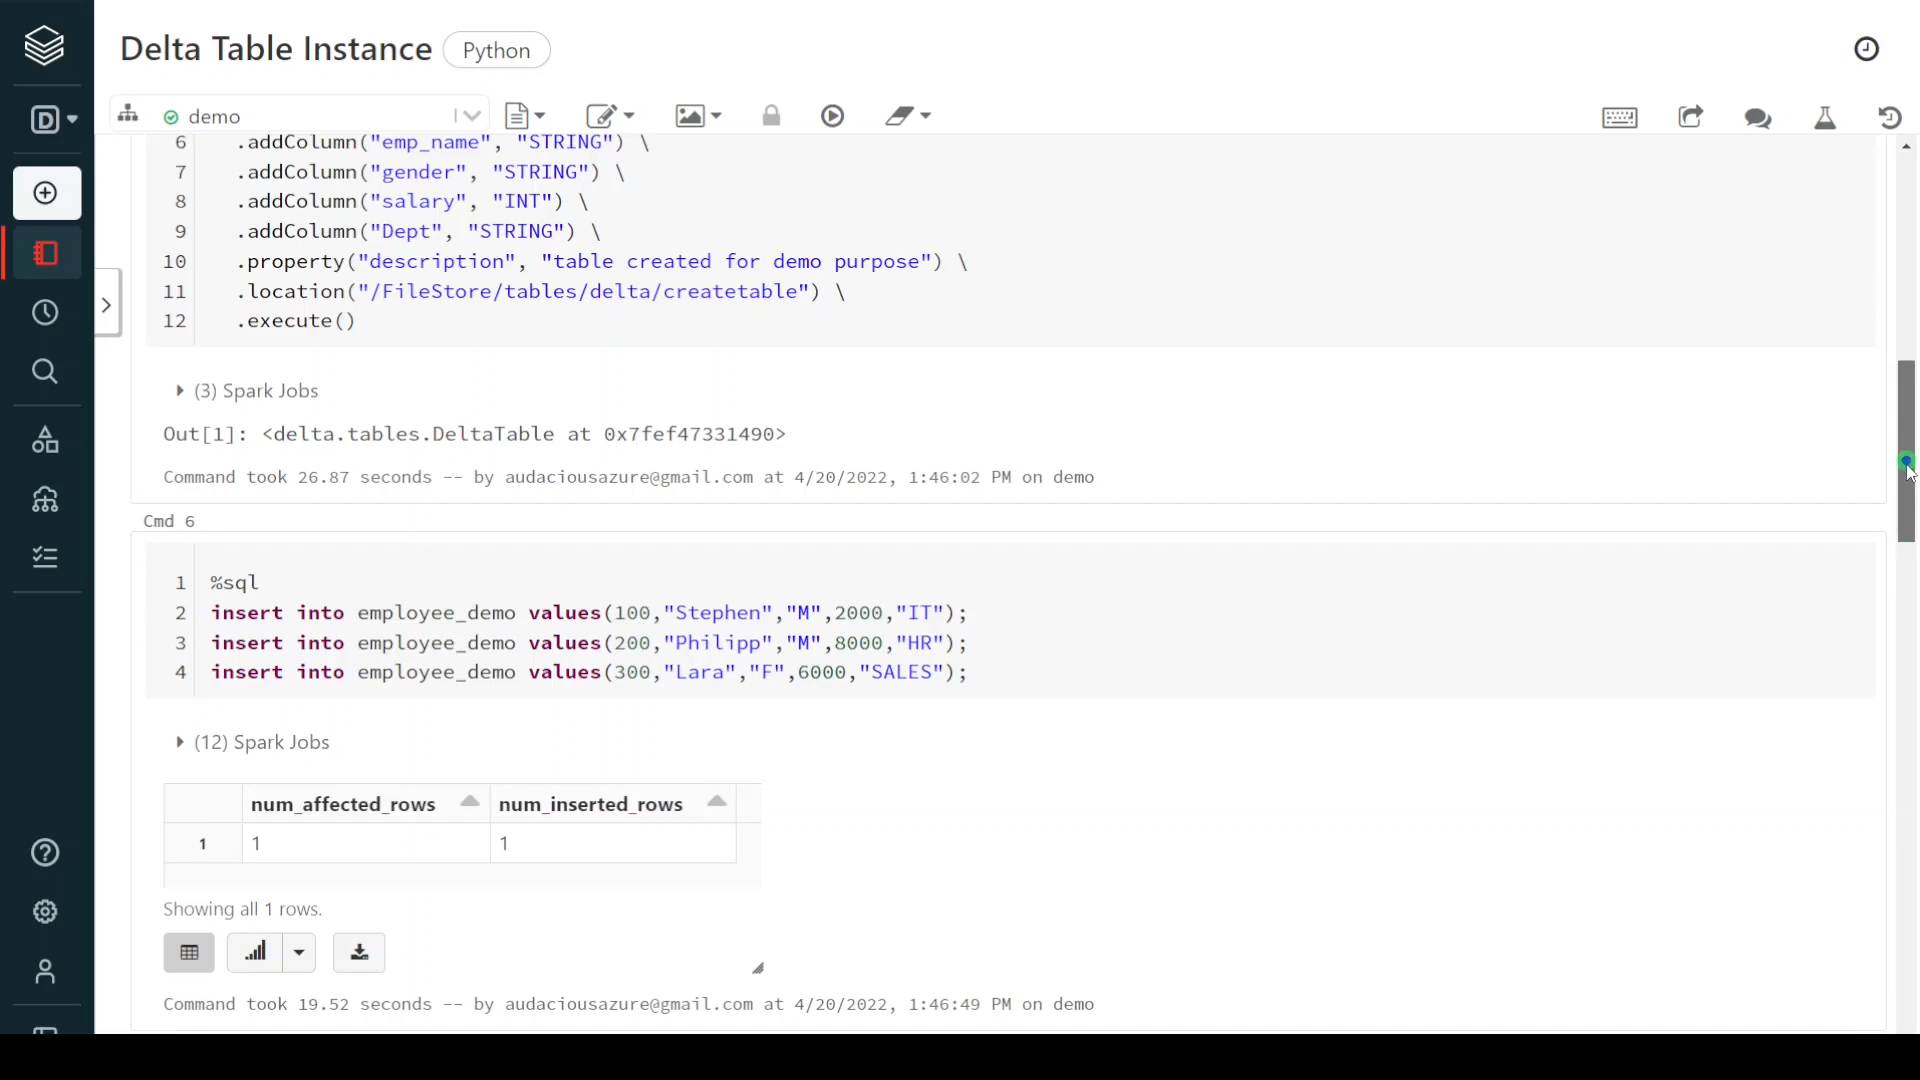 Delta Table Instance Python
demo
6 .addColumn("emp_name", "STRING") \
7 .addColumn("gender", "STRING") \
8 .addColumn("salary", "INT") \
9 .addColumn("Dept", "STRING") \
10 .property("description", "table created for demo purpose") \
11 .location("/FileStore/tables/delta/createtable") \
12 .execute()
(3) Spark Jobs
Out[1]: <delta.tables.DeltaTable at 0x7fef47331490>
Command took 26.87 seconds -- by audaciousazure@gmail.com at 4/20/2022, 1:46:02 PM on demo
Cmd 6
1 %sql
2 insert into employee_demo values(100,"Stephen","M",2000,"IT");
3 insert into employee_demo values(200,"Philipp","M",8000,"HR");
4 insert into employee_demo values(300,"Lara","F",6000,"SALES");
(12) Spark Jobs
num_affected_rows num_inserted_rows
1 1 1
Showing all 1 rows.
Command took 19.52 seconds -- by audaciousazure@gmail.com at 4/20/2022, 1:46:49 PM on demo